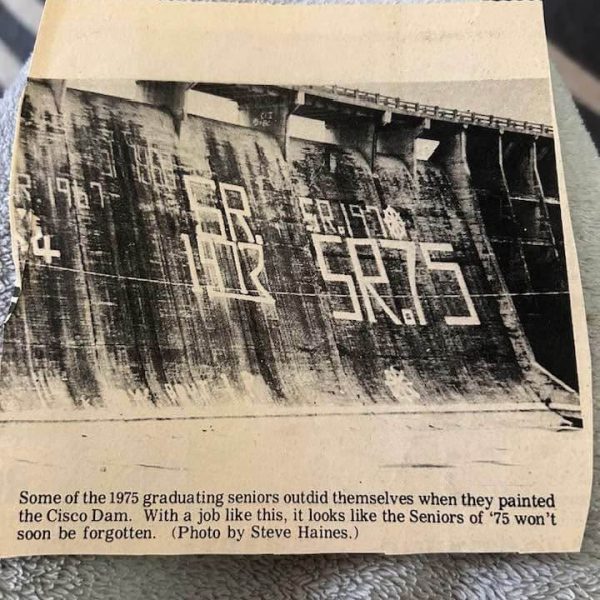 R. 1967-
4
SR.
SR. 197
SR. 75
Some of the 1975 graduating seniors outdid themselves when they painted
the Cisco Dam. With a job like this, it looks like the Seniors of '75 won't
soon be forgotten. (Photo by Steve Haines.)